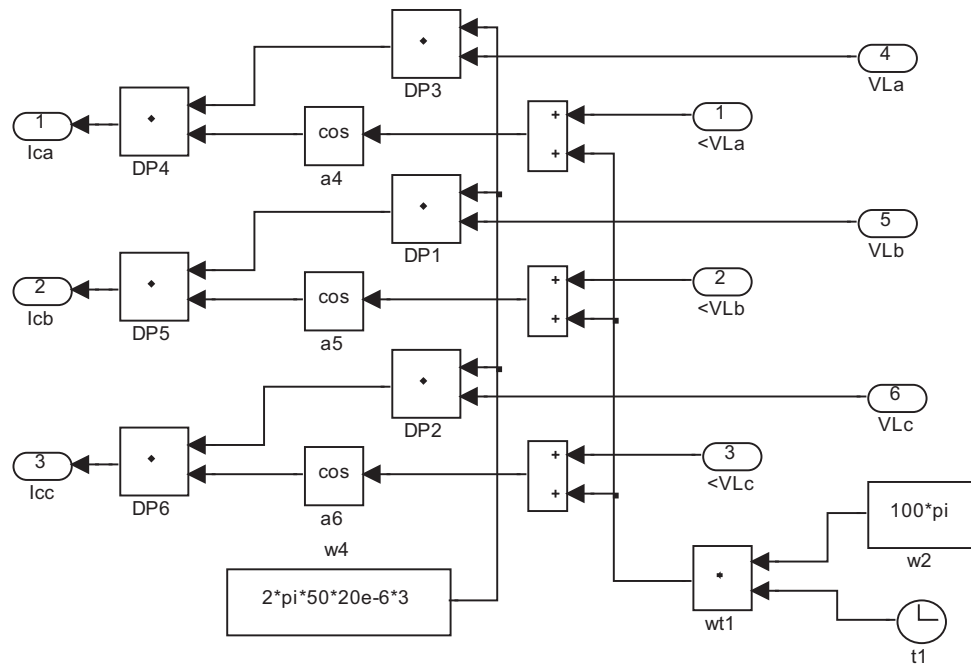 DP3
4
VLa
1
Ica
DP4
cos
a4
+
+
1
<VLa
DP1
5
VLb
2
Icb
DP5
cos
a5
+
+
2
<VLb
DP2
6
VLc
3
Icc
DP6
cos
a6
+
+
3
<VLc
w4
2*pi*50*20e-6*3
100*pi
w2
wt1
t1